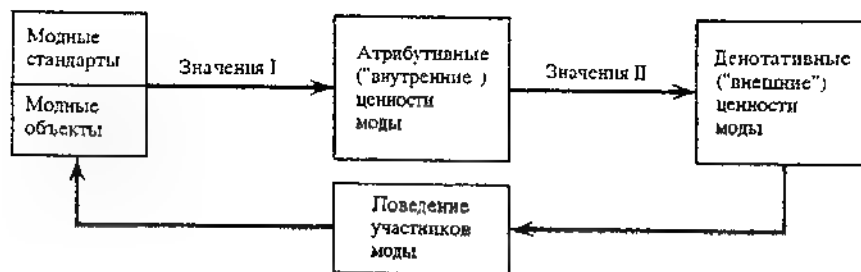 Модные
стандарты
Модные
объекты
Значения I
Атрибутивные
("внутренние )
ценности
моды
Значения II
Денотативные
("внешние")
ценности
моды
Поведение
участников
моды